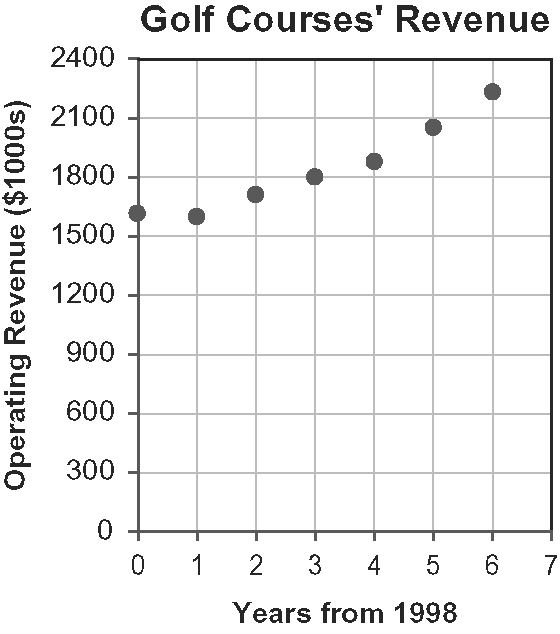 Golf Courses' Revenue
Operating Revenue ($1000s)
2400
2100
1800
1500
1200
900
600
300
0
0 1 2 3 4 5 6 7
Years from 1998